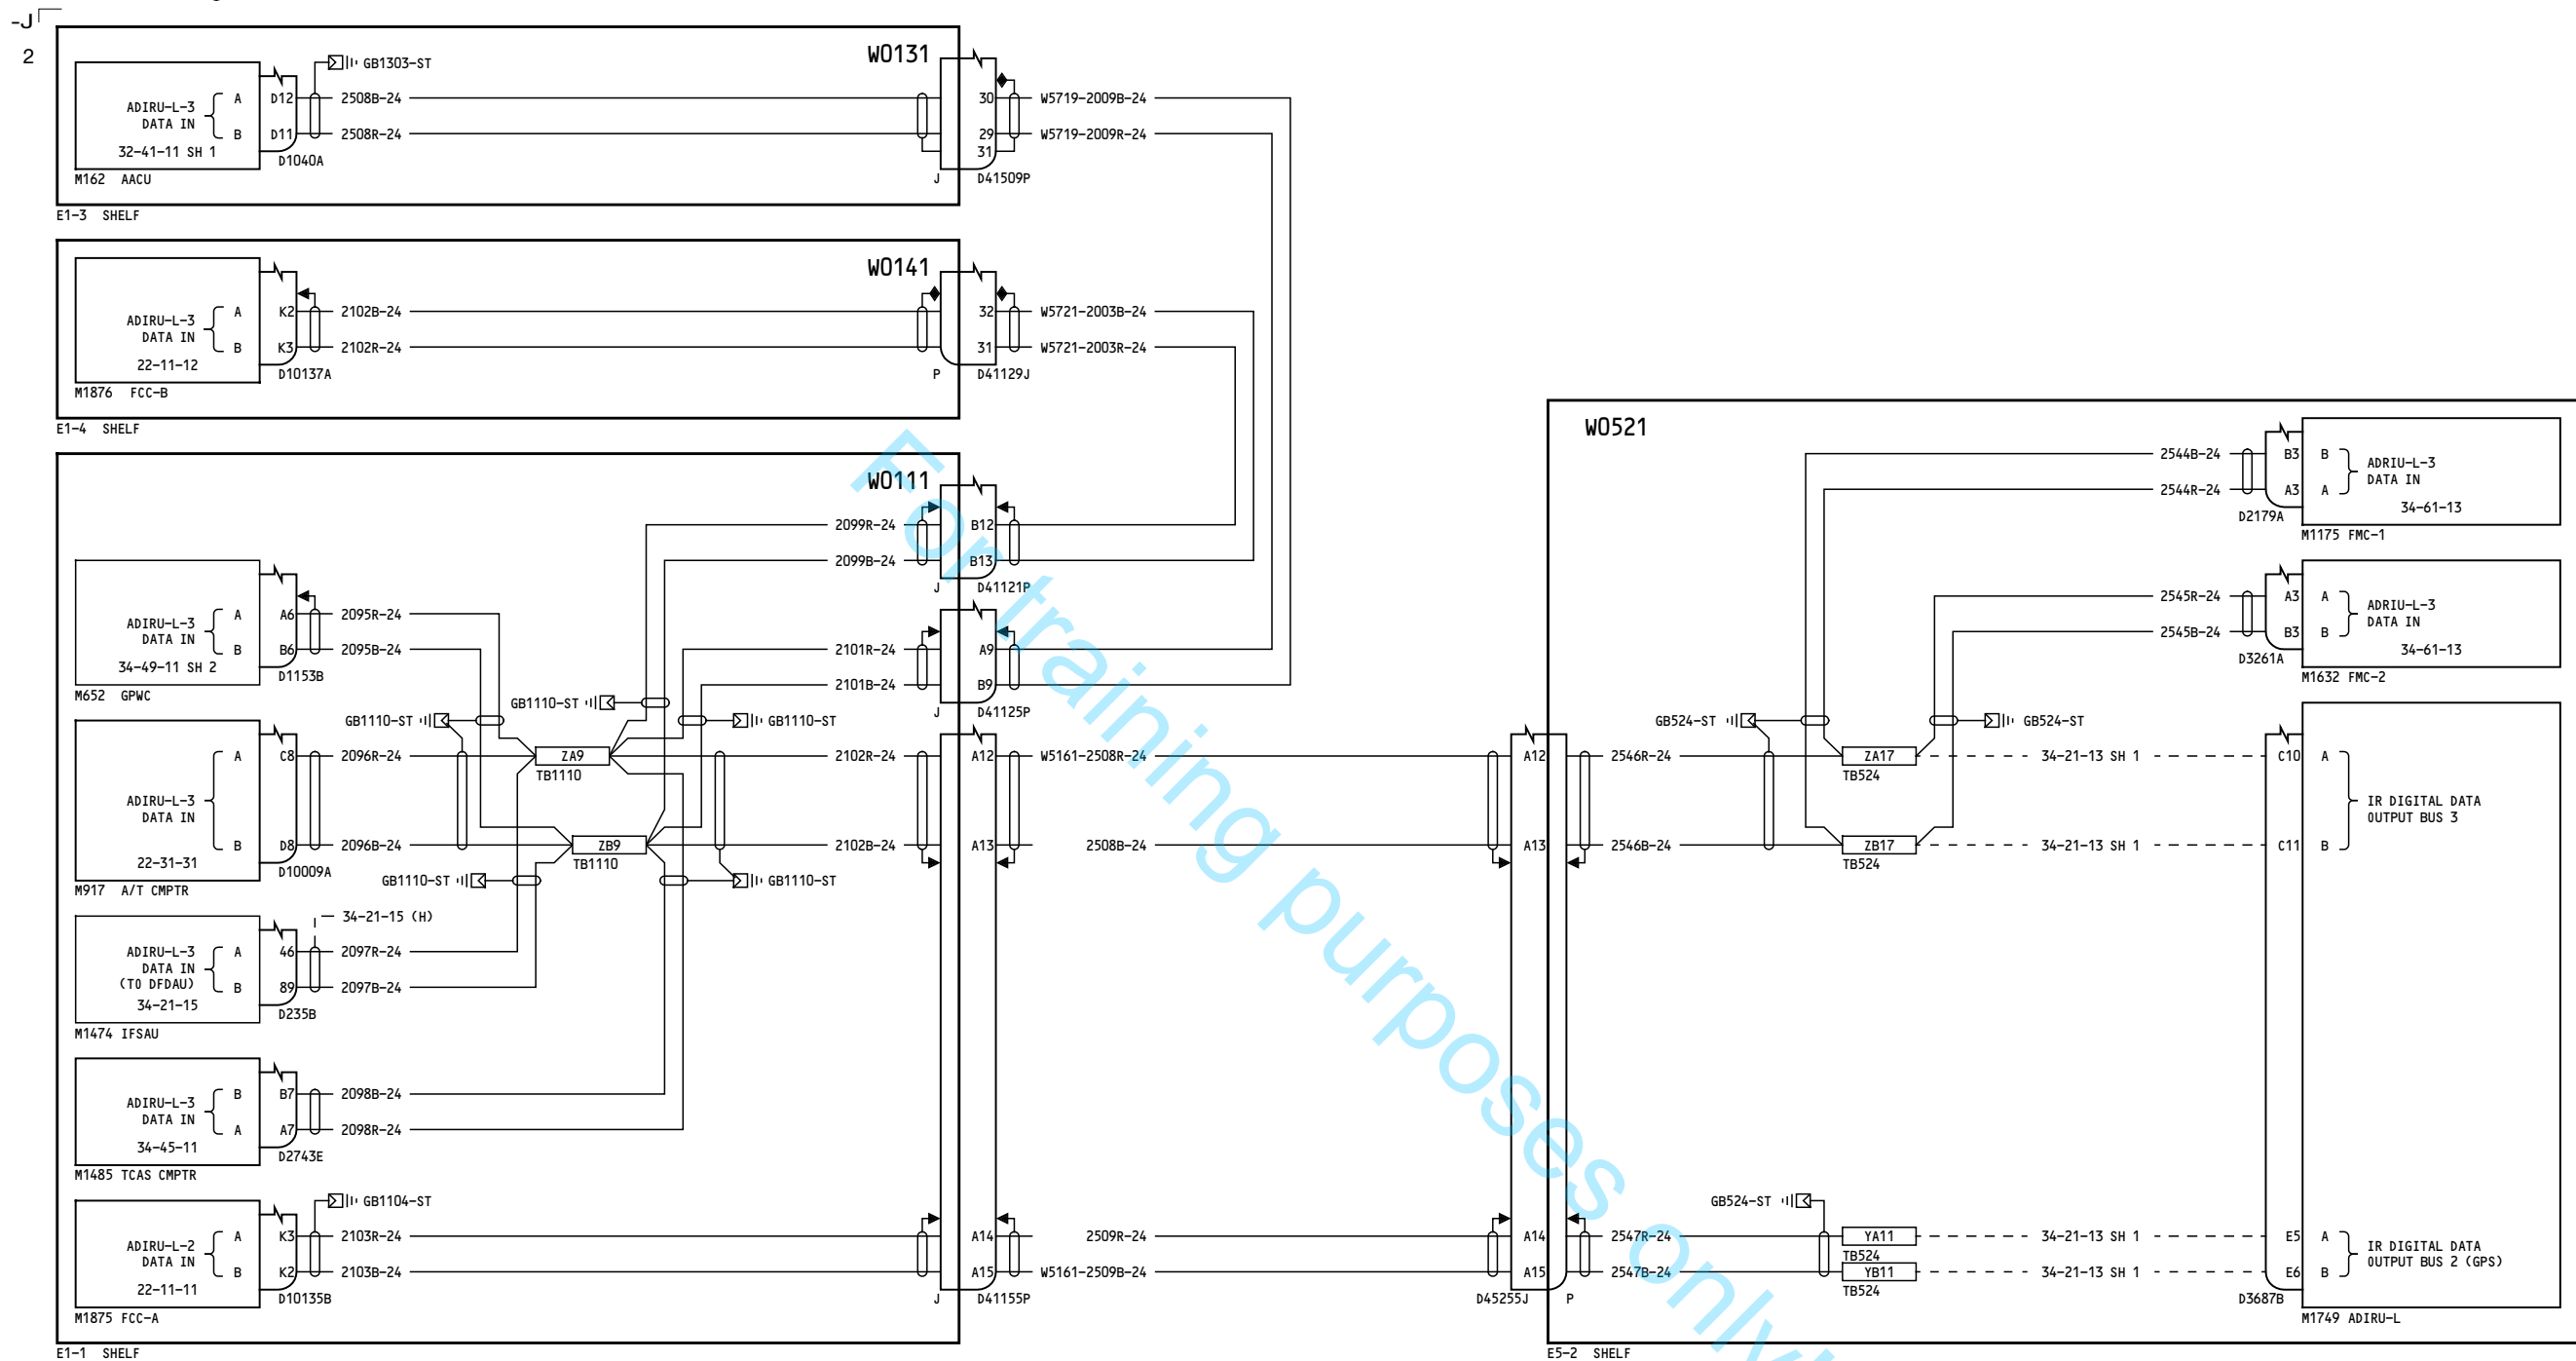 -J
2
W0131
GB1303-ST
ADIRU-L-3
DATA IN
A
B
32-41-11 SH 1
M162 AACU
D12
D11
D1040A
2508B-24
2508R-24
30
29
31
J
D41509P
W5719-2009B-24
W5719-2009R-24
E1-3 SHELF
W0141
ADIRU-L-3
DATA IN
A
B
22-11-12
M1876 FCC-B
K2
K3
D10137A
2102B-24
2102R-24
32
31
P
D41129J
W5721-2003B-24
W5721-2003R-24
E1-4 SHELF
W0111
2099R-24
2099B-24
B12
B13
J
D41121P
ADIRU-L-3
DATA IN
A
B
34-49-11 SH 2
M652 GPWC
A6
B6
D1153B
2095R-24
2095B-24
2101R-24
2101B-24
A9
B9
J
D41125P
GB1110-ST
GB1110-ST
GB1110-ST
ADIRU-L-3
DATA IN
A
B
22-31-31
M917 A/T CMPTR
C8
D8
D10009A
2096R-24
2096B-24
ZA9
TB1110
ZB9
TB1110
GB1110-ST
GB1110-ST
2102R-24
2102B-24
A12
A13
W5161-2508R-24
2508B-24
34-21-15 (H)
ADIRU-L-3
DATA IN
(TO DFDAU)
A
B
34-21-15
M1474 IFSAU
46
89
D235B
2097R-24
2097B-24
ADIRU-L-3
DATA IN
B
A
34-45-11
M1485 TCAS CMPTR
B7
A7
D2743E
2098B-24
2098R-24
GB1104-ST
ADIRU-L-2
DATA IN
A
B
22-11-11
M1875 FCC-A
K3
K2
D10135B
2103R-24
2103B-24
A14
A15
J
D41155P
2509R-24
W5161-2509B-24
E1-1 SHELF
W0521
2544B-24
2544R-24
B3
A3
D2179A
B
A
ADRIU-L-3
DATA IN
34-61-13
M1175 FMC-1
2545R-24
2545B-24
A3
B3
D3261A
A
B
ADRIU-L-3
DATA IN
34-61-13
M1632 FMC-2
GB524-ST
GB524-ST
A12
A13
2546R-24
2546B-24
ZA17
TB524
ZB17
TB524
34-21-13 SH 1
34-21-13 SH 1
C10
C11
A
B
IR DIGITAL DATA
OUTPUT BUS 3
GB524-ST
A14
A15
D45255J
P
2547R-24
2547B-24
YA11
TB524
YB11
TB524
34-21-13 SH 1
34-21-13 SH 1
E5
E6
D3687B
A
B
IR DIGITAL DATA
OUTPUT BUS 2 (GPS)
M1749 ADIRU-L
E5-2 SHELF
For training purposes only!